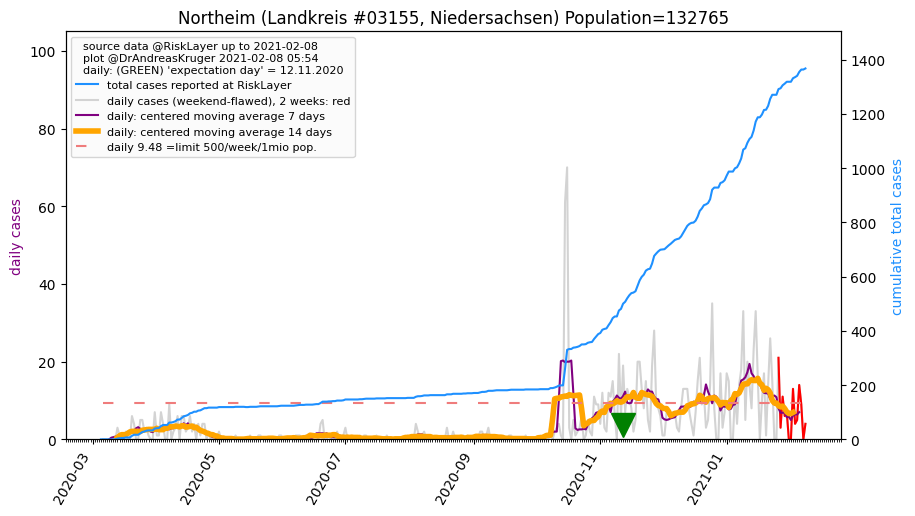 Northeim (Landkreis #03155, Niedersachsen) Population=132765
source data @RiskLayer up to 2021-02-08
plot @DrAndreasKruger 2021-02-08 05:54
daily: (GREEN) 'expectation day' = 12.11.2020
total cases reported at RiskLayer
daily cases (weekend-flawed), 2 weeks: red
daily: centered moving average 7 days
daily: centered moving average 14 days
daily 9.48 =limit 500/week/1mio pop.
daily cases
100
80
60
40
20
0
cumulative total cases
1400
1200
1000
800
600
400
200
0
2020-03
2020-05
2020-07
2020-09
2020-11
2021-01